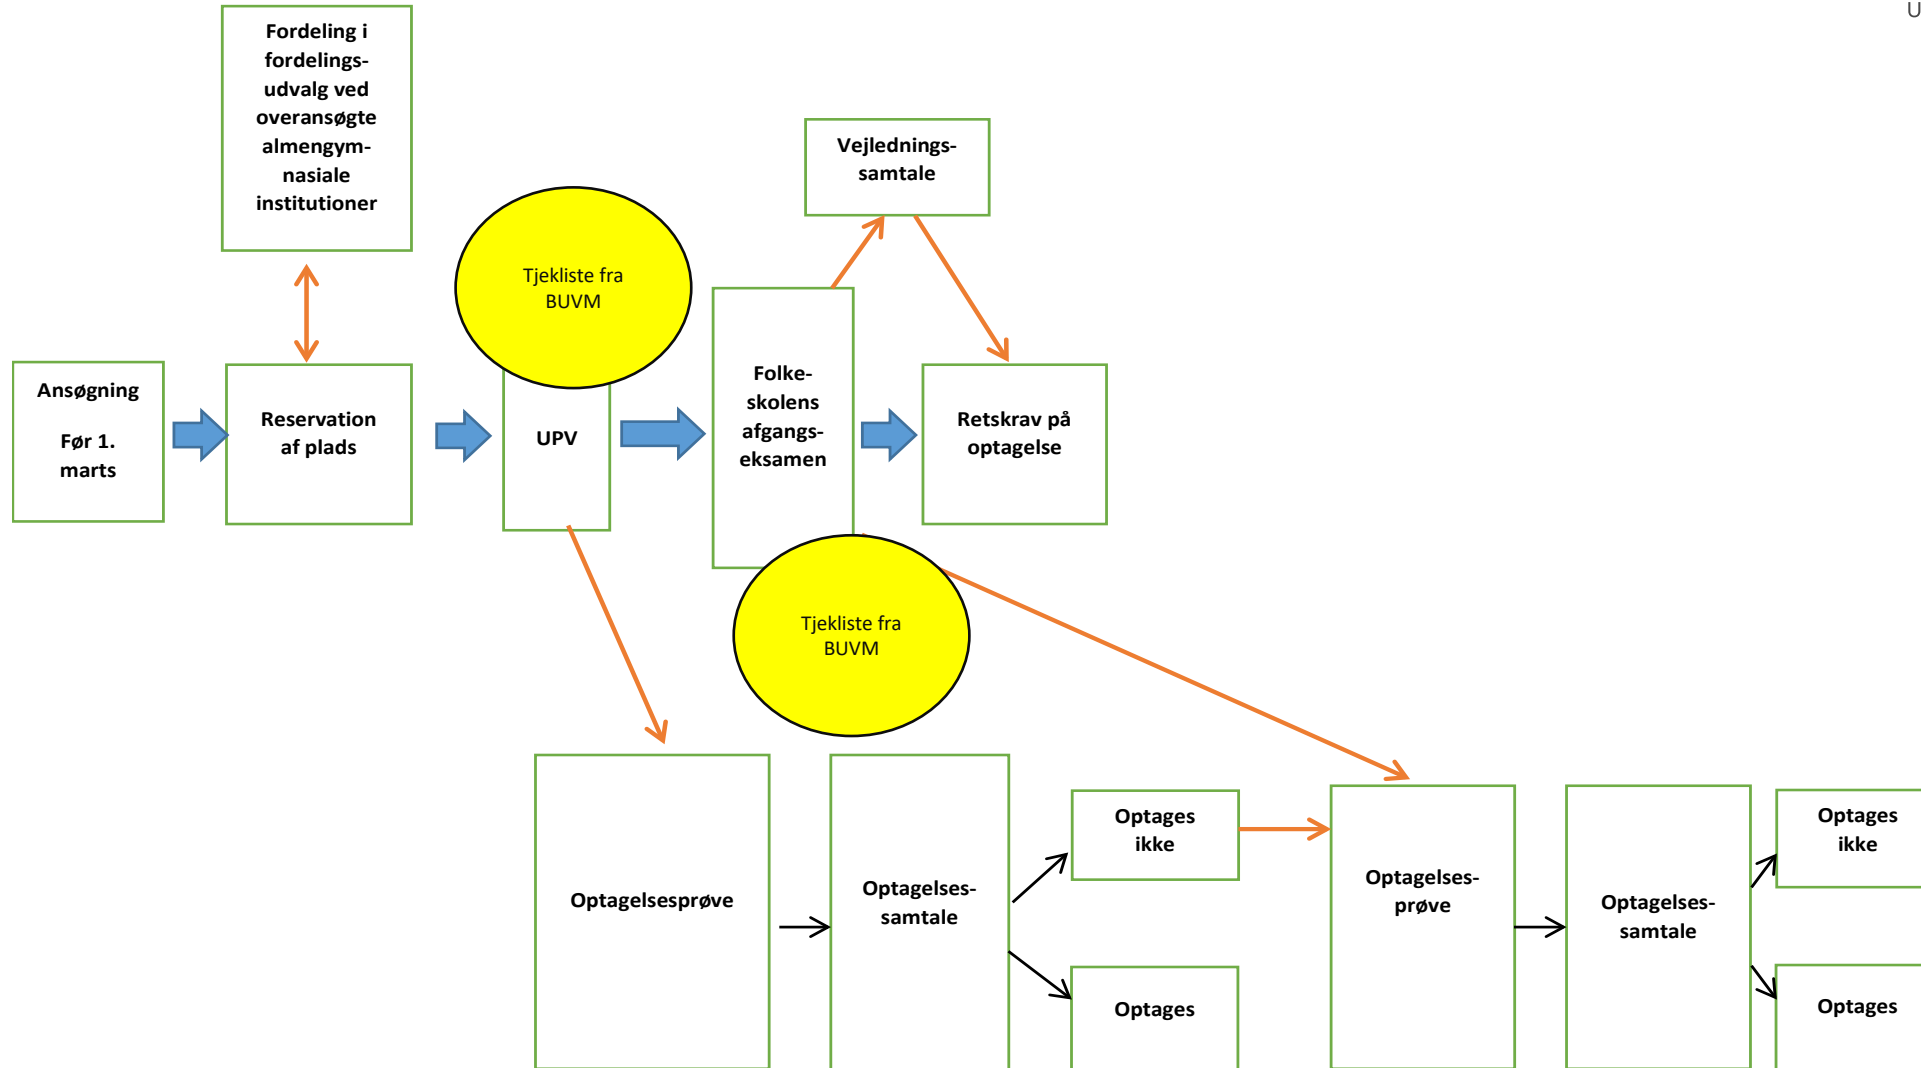 U
Fordeling i
fordelings-
udvalg ved
overansøgte
almengym-
nasiale
institutioner
Vejlednings-
samtale
Tjekliste fra
BUVM
Ansøgning
Før 1.
marts
Reservation
af plads
UPV
Folke-
skolens
afgangs-
eksamen
Retskrav på
optagelse
Tjekliste fra
BUVM
Optagelsesprøve
Optagelses-
samtale
Optages
ikke
Optages
Optagelses-
prøve
Optagelses-
samtale
Optages
ikke
Optages